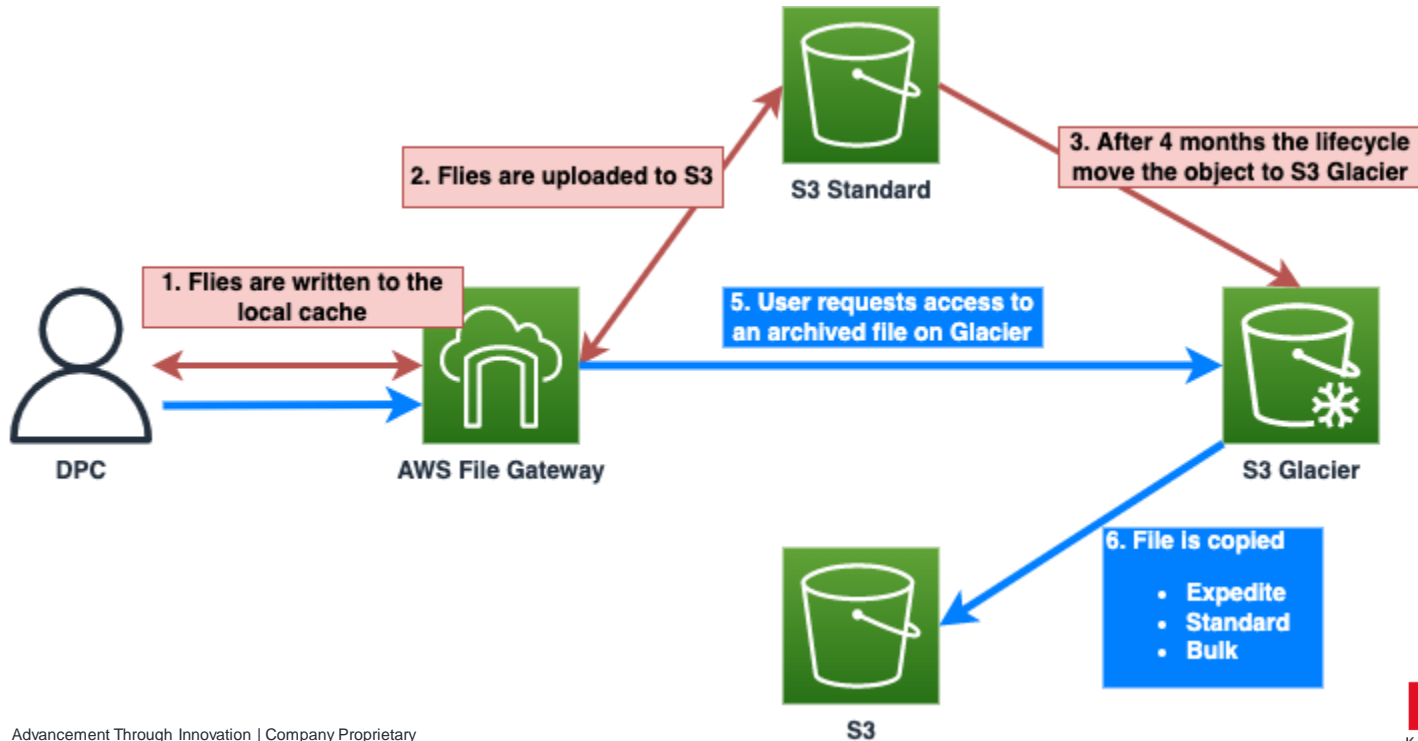 3. After 4 months the lifecycle
move the object to S3 Glacier
2. Flies are uploaded to S3
S3 Standard
1. Flies are written to the
local cache
5. User requests access to
an archived file on Glacier
DPC
AWS File Gateway
S3 Glacier
6. File is copied
• Expedite
• Standard
• Bulk
S3
Advancement Through Innovation | Company Proprietary